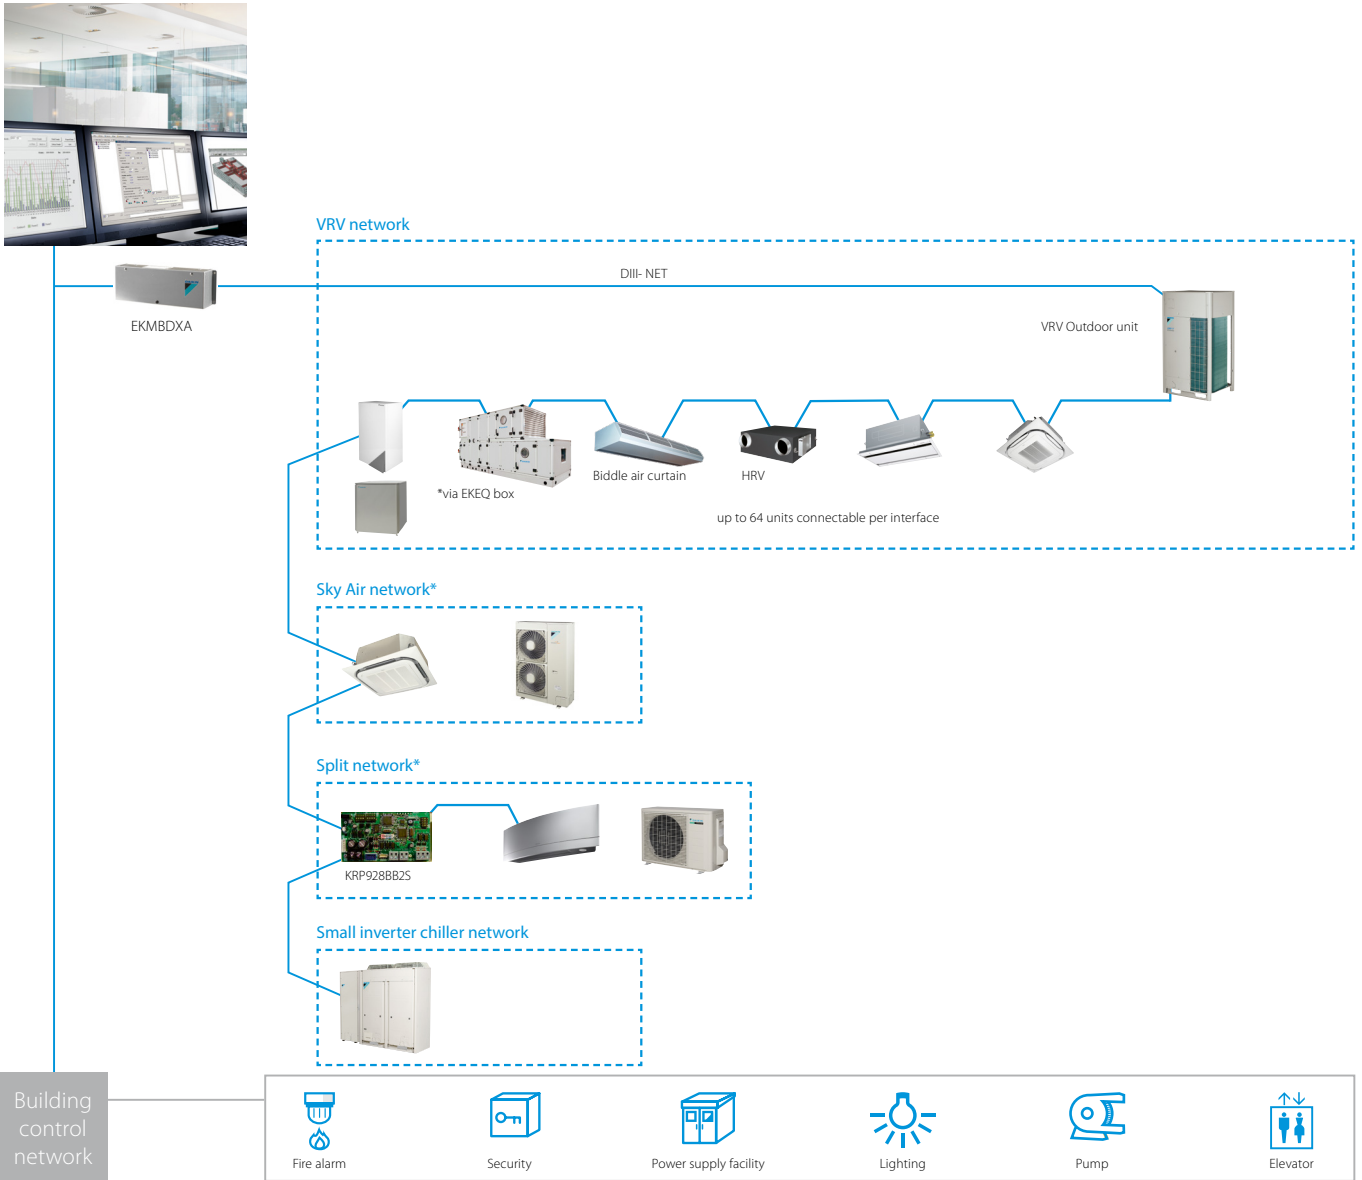 VRV network
DIII- NET
EKMBDXA
VRV Outdoor unit
Biddle air curtain
HRV
*via EKEQ box
up to 64 units connectable per interface
Sky Air network*
Split network*
KRP928BB2S
Small inverter chiller network
Building
control
network
Fire alarm
Security
Power supply facility
Lighting
Pump
Elevator